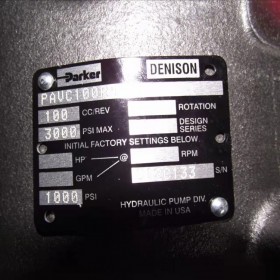 Parker DENISON
PAVC100
100 CC/REV ROTATION
3000 PSI MAX DESIGN SERIES
INITIAL FACTORY SETTINGS BELOW
HP @ RPM
GPM 133 S/N
1000 PSI
HYDRAULIC PUMP DIV.
MADE IN USA